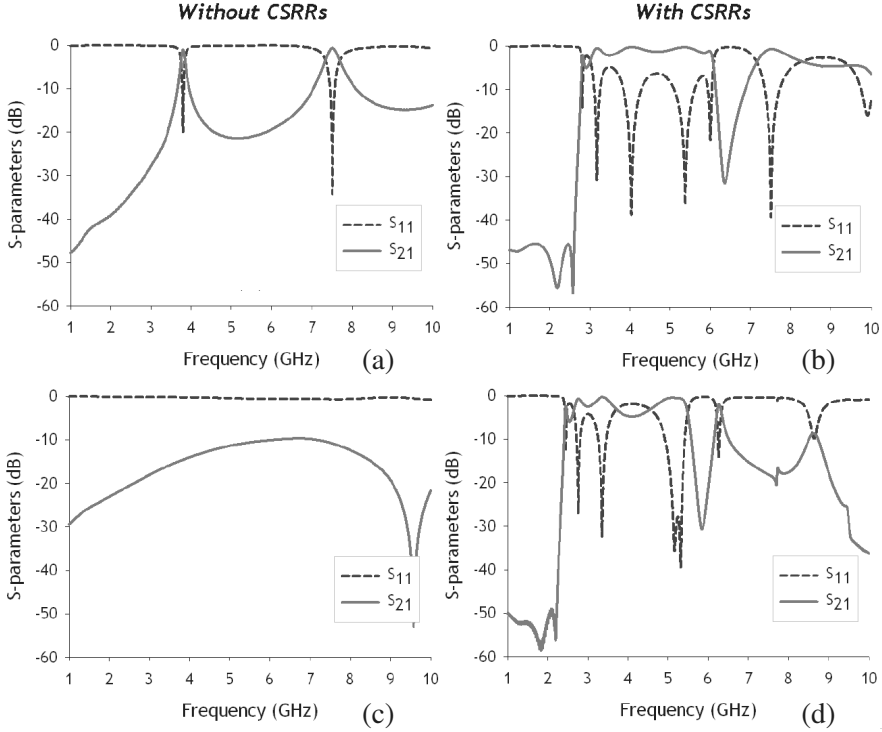 Without CSRRs
With CSRRs
0
-10
-20
-30
-40
-50
-60
S-parameters (dB)
S11
S21
1 2 3 4 5 6 7 8 9 10
Frequency (GHz)
(a)
0
-10
-20
-30
-40
-50
-60
S-parameters (dB)
S11
S21
1 2 3 4 5 6 7 8 9 10
Frequency (GHz)
(b)
0
-10
-20
-30
-40
-50
-60
S-parameters (dB)
S11
S21
1 2 3 4 5 6 7 8 9 10
Frequency (GHz)
(c)
0
-10
-20
-30
-40
-50
-60
S-parameters (dB)
S11
S21
1 2 3 4 5 6 7 8 9 10
Frequency (GHz)
(d)